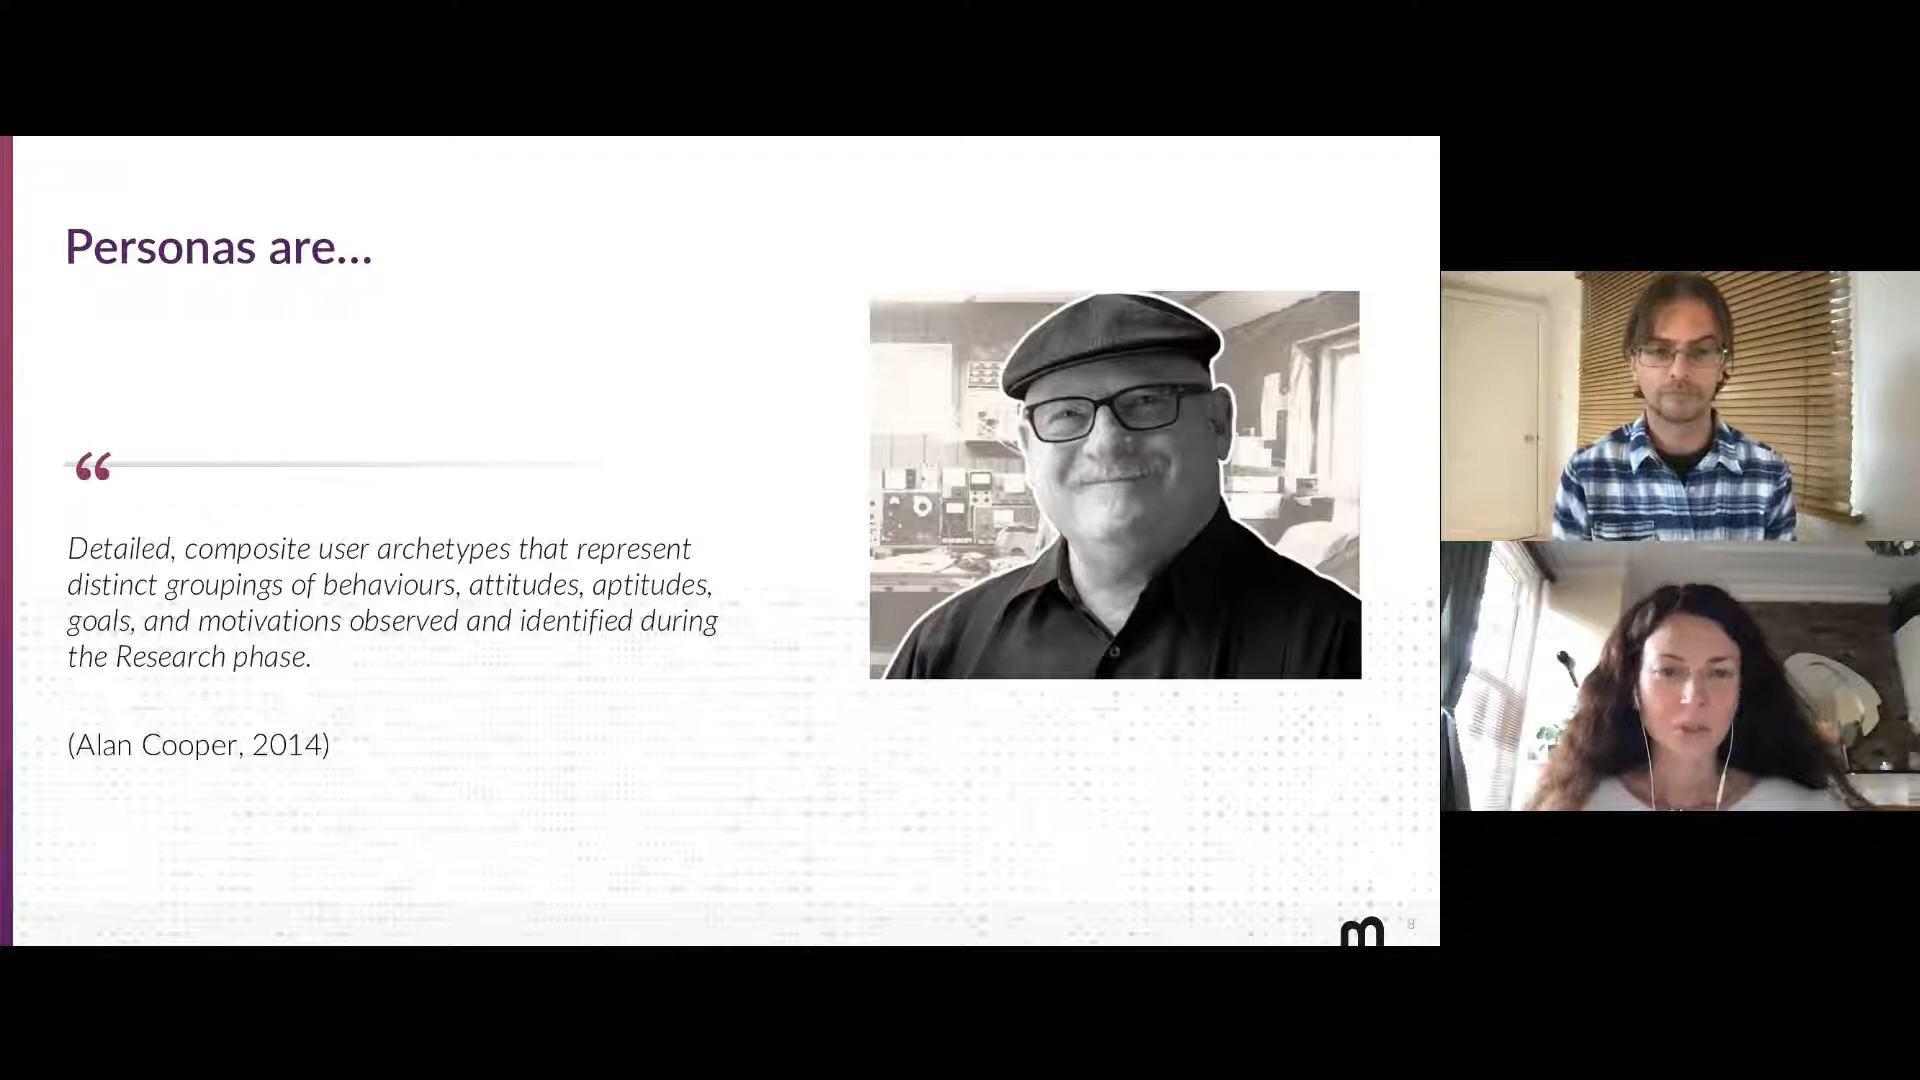 Personas are...
“
Detailed, composite user archetypes that represent
distinct groupings of behaviours, attitudes, aptitudes,
goals, and motivations observed and identified during
the Research phase.
(Alan Cooper, 2014)
m
8